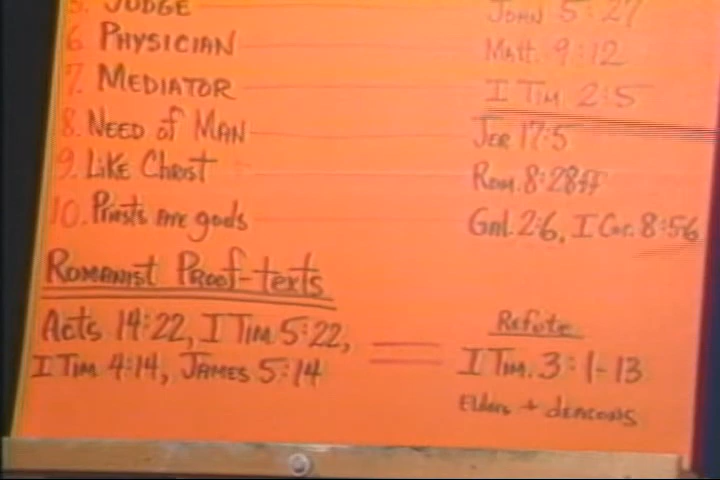 5. JUDGE JOHN 5:27
6. PHYSICIAN MATT. 9:12
7. MEDIATOR I TIM 2:5
8. NEED of MAN JER 17:5
9. LIKE CHRIST ROM. 8:28ff
10. Priests are gods GAL. 2:6, I COR. 8:5,6
ROMANIST PROOF-TEXTS
Acts 14:22, I TIM 5:22,
I TIM 4:14, JAMES 5:14
Refute
I TIM. 3:1-13
Elders + DEACONS